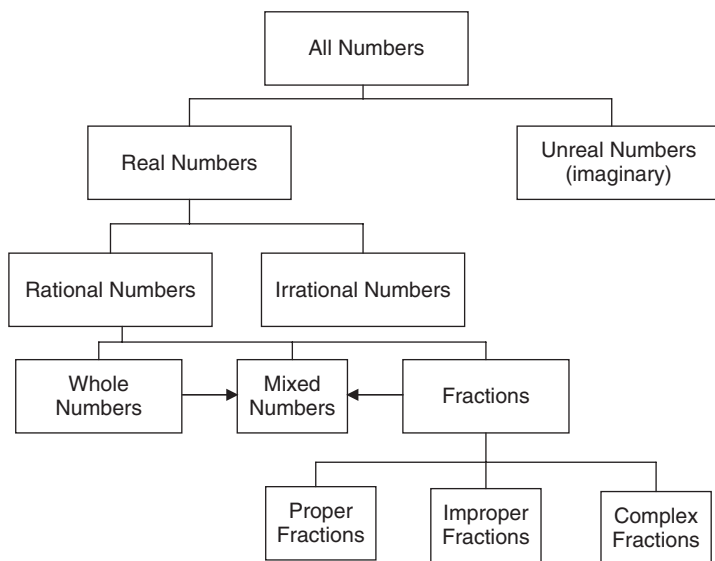 All Numbers
Real Numbers
Unreal Numbers
(imaginary)
Rational Numbers
Irrational Numbers
Whole
Numbers
Mixed
Numbers
Fractions
Proper
Fractions
Improper
Fractions
Complex
Fractions